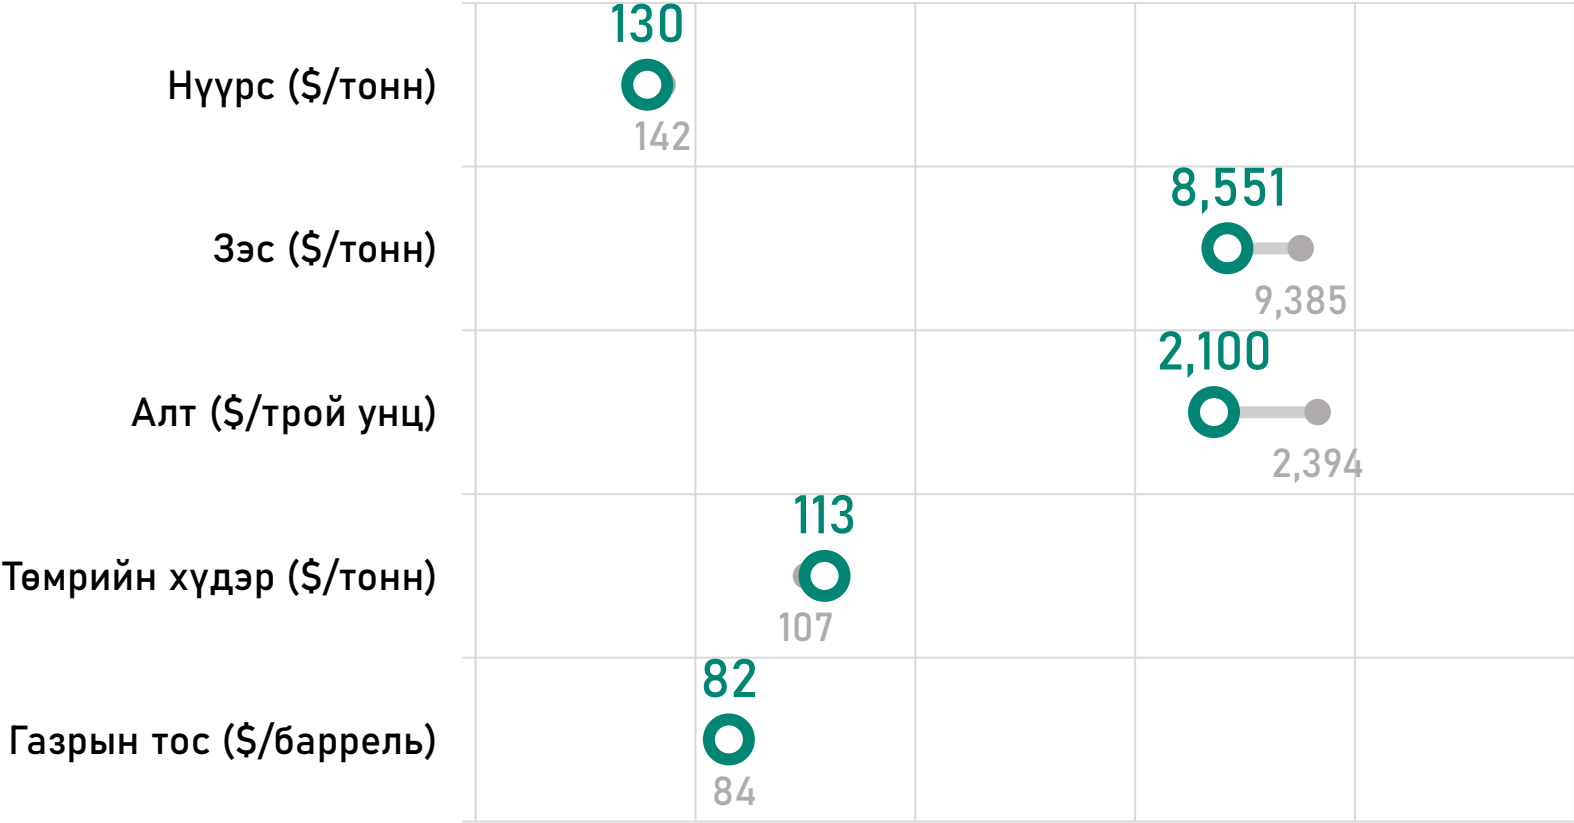 130
Нүүрс ($/тонн)
142
8,551
Зэс ($/тонн)
9,385
2,100
Алт ($/трой унц)
2,394
113
Төмрийн хүдэр ($/тонн)
107
82
Газрын тос ($/баррель)
84